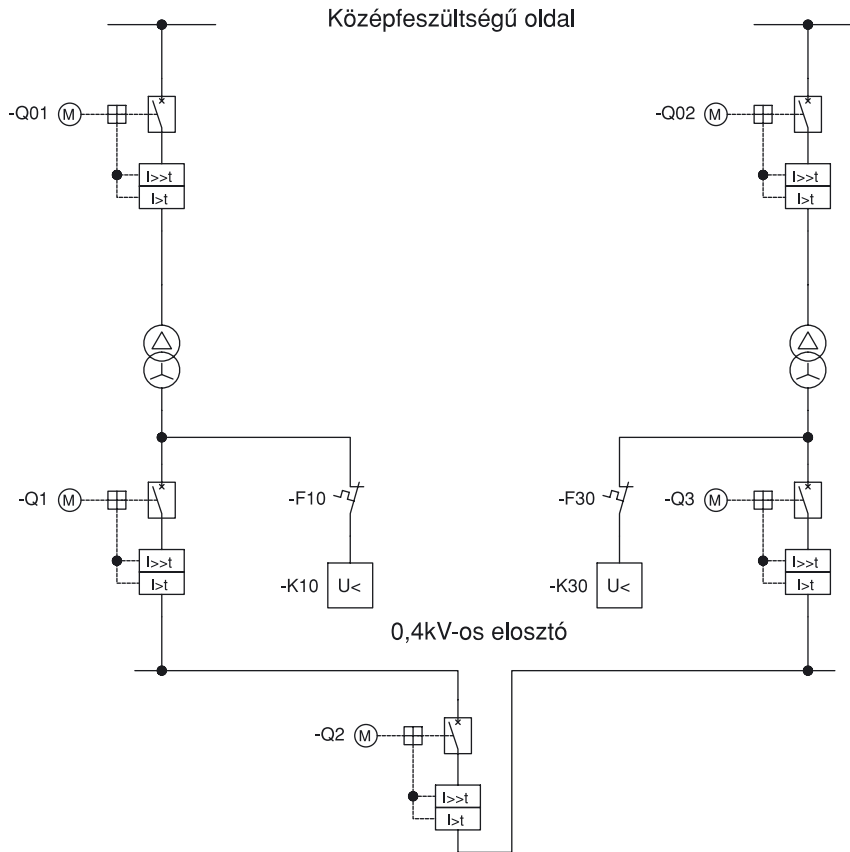 Középfeszültségű oldal
-Q01 M
-Q02 M
I>>t
I>t
I>>t
I>t
-Q1 M
-F10
-F30
-Q3 M
I>>t
I>t
-K10 U<
-K30 U<
I>>t
I>t
0,4kV-os elosztó
-Q2 M
I>>t
I>t